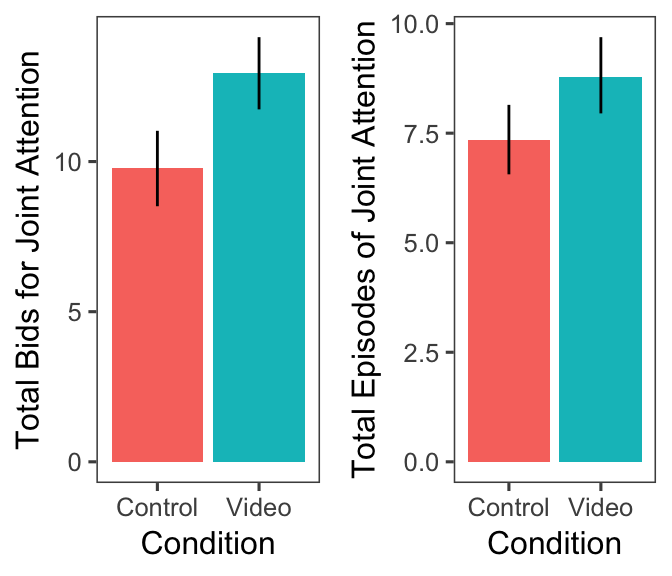 Total Bids for Joint Attention
10
5
0
Control Video
Condition
Total Episodes of Joint Attention
10.0
7.5
5.0
2.5
0.0
Control Video
Condition